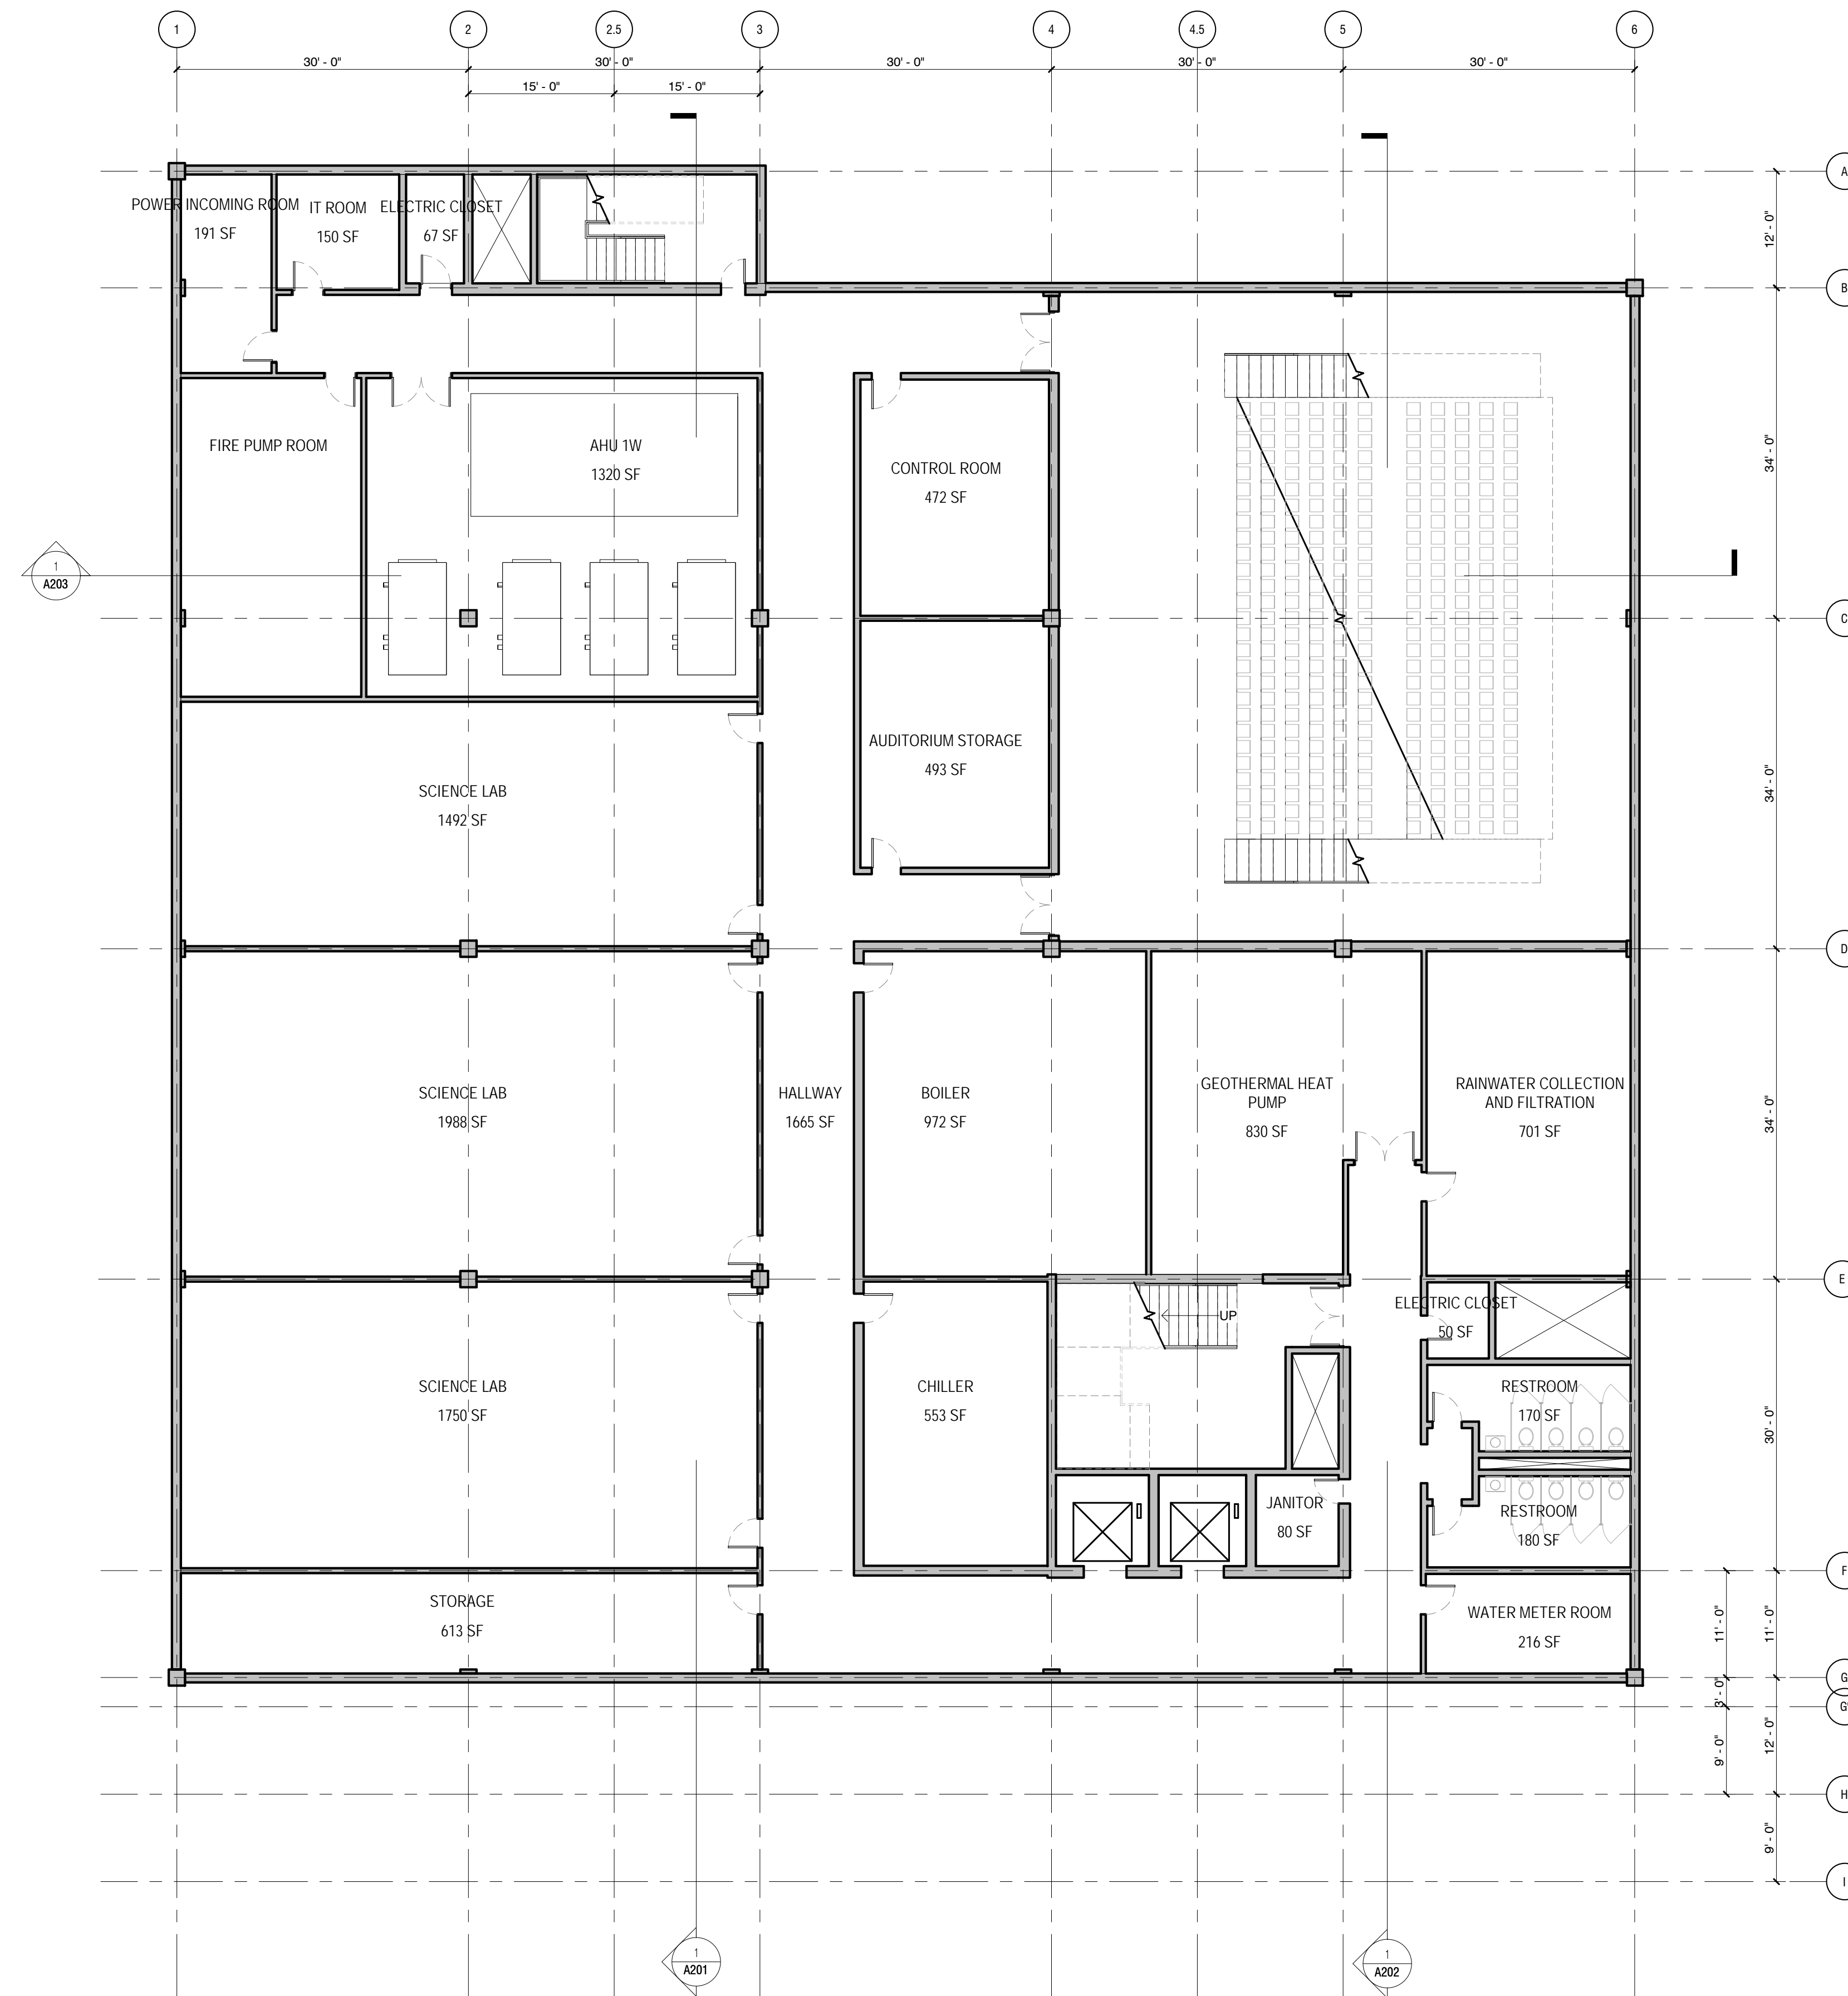 1
2
2.5
3
4
4.5
5
6
30' - 0"
30' - 0"
30' - 0"
30' - 0"
30' - 0"
15' - 0"
15' - 0"
A
12' - 0"
POWER INCOMING ROOM
191 SF
IT ROOM
150 SF
ELECTRIC CLOSET
67 SF
B
34' - 0"
FIRE PUMP ROOM
AHU 1W
1320 SF
CONTROL ROOM
472 SF
1
A203
C
34' - 0"
AUDITORIUM STORAGE
493 SF
SCIENCE LAB
1492 SF
D
34' - 0"
SCIENCE LAB
1988 SF
HALLWAY
1665 SF
BOILER
972 SF
GEOTHERMAL HEAT
PUMP
830 SF
RAINWATER COLLECTION
AND FILTRATION
701 SF
E
30' - 0"
UP
ELECTRIC CLOSET
50 SF
SCIENCE LAB
1750 SF
CHILLER
553 SF
RESTROOM
170 SF
JANITOR
80 SF
RESTROOM
180 SF
F
11' - 0"
11' - 0"
STORAGE
613 SF
WATER METER ROOM
216 SF
G
3' - 0"
12' - 0"
9' - 0"
H
9' - 0"
I
1
A201
1
A202